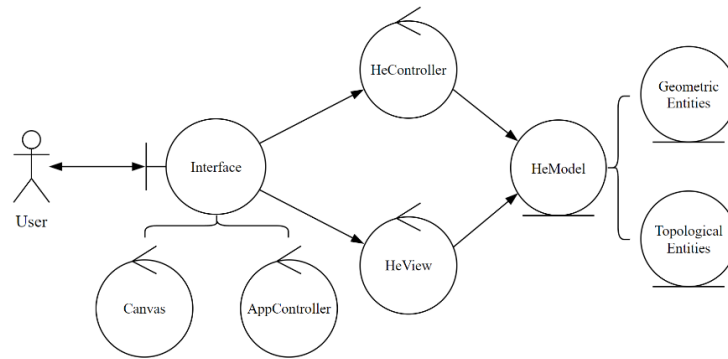 HeController
Geometric
Entities
Interface
HeModel
User
Topological
Entities
HeView
Canvas
AppController